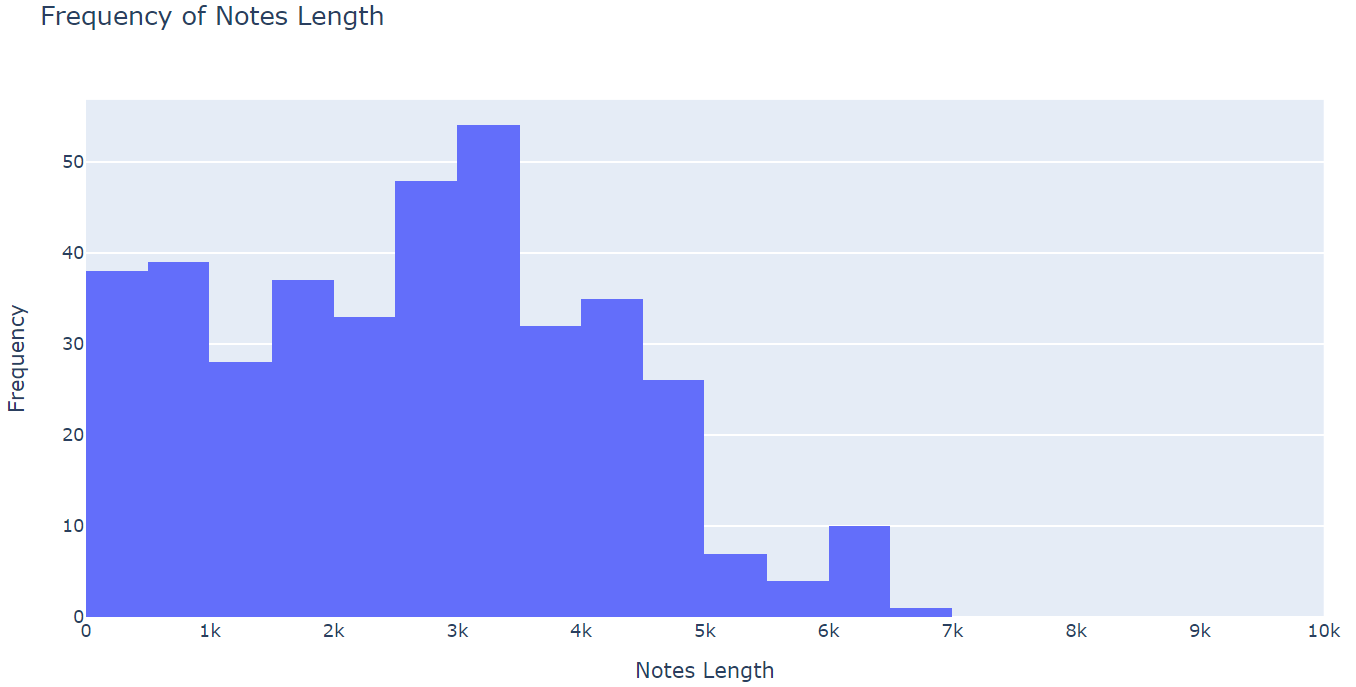 Frequency of Notes Length
Frequency
50
40
30
20
10
0
0 1k 2k 3k 4k 5k 6k 7k 8k 9k 10k
Notes Length